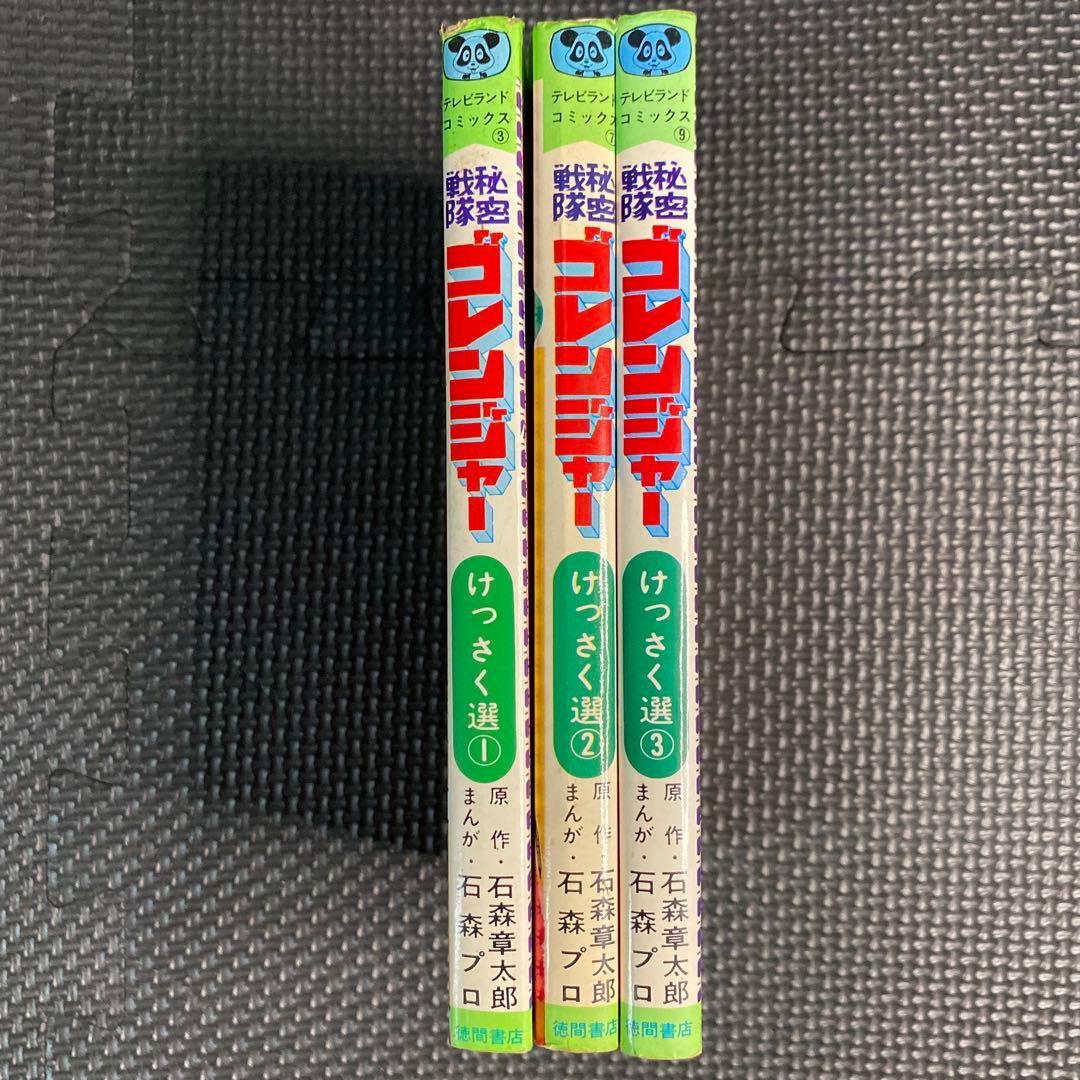 テレビランド
コミックス
③
秘密
戦隊
ゴレンジャー
けっさく選①
原作・石森章太郎
まんが・石森プロ
徳間書店
テレビランド
コミックス
⑦
秘密
戦隊
ゴレンジャー
けっさく選②
原作・石森章太郎
まんが・石森プロ
徳間書店
テレビランド
コミックス
⑨
秘密
戦隊
ゴレンジャー
けっさく選③
原作・石森章太郎
まんが・石森プロ
徳間書店